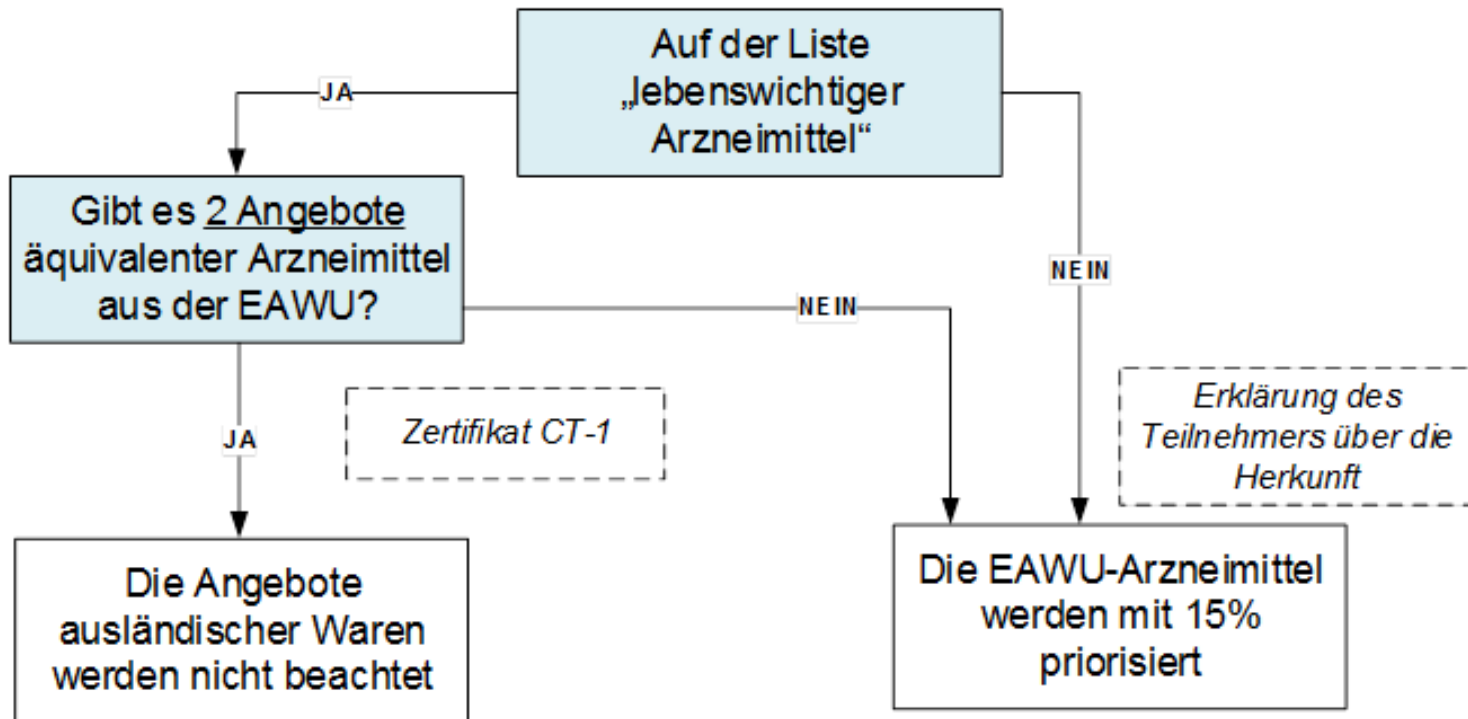 Auf der Liste
„lebenswichtiger
Arzneimittel“
JA
NEIN
Gibt es 2 Angebote
äquivalenter Arzneimittel
aus der EAWU?
NEIN
JA
Zertifikat CT-1
Erklärung des
Teilnehmers über die
Herkunft
Die Angebote
ausländischer Waren
werden nicht beachtet
Die EAWU-Arzneimittel
werden mit 15%
priorisiert